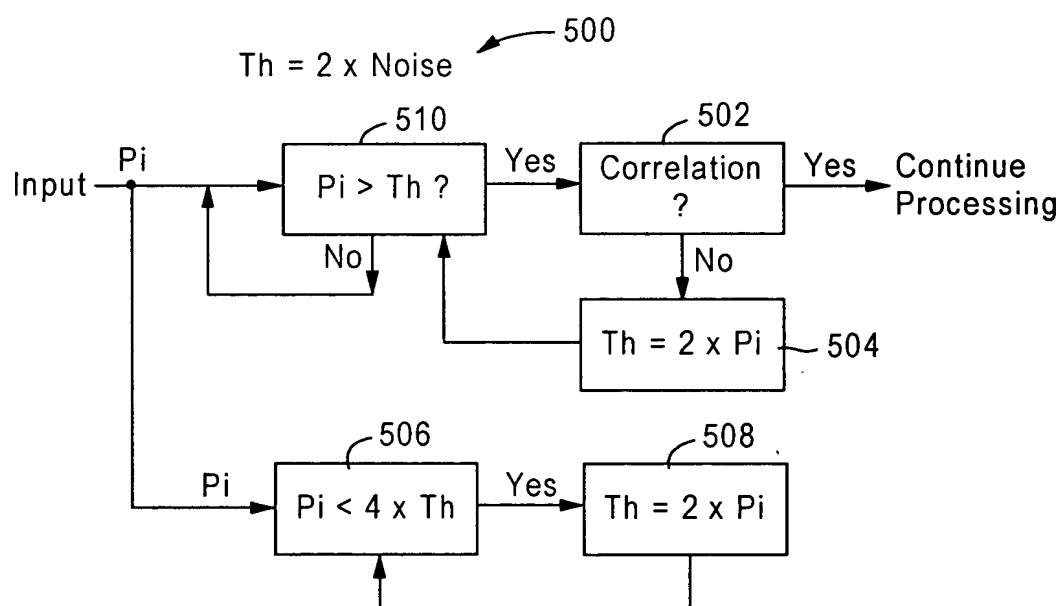 500
Th = 2 x Noise
510
502
Pi
Input
Pi > Th ?
Yes
Correlation
?
Yes
Continue
Processing
No
No
Th = 2 x Pi
504
506
508
Pi
Pi < 4 x Th
Yes
Th = 2 x Pi